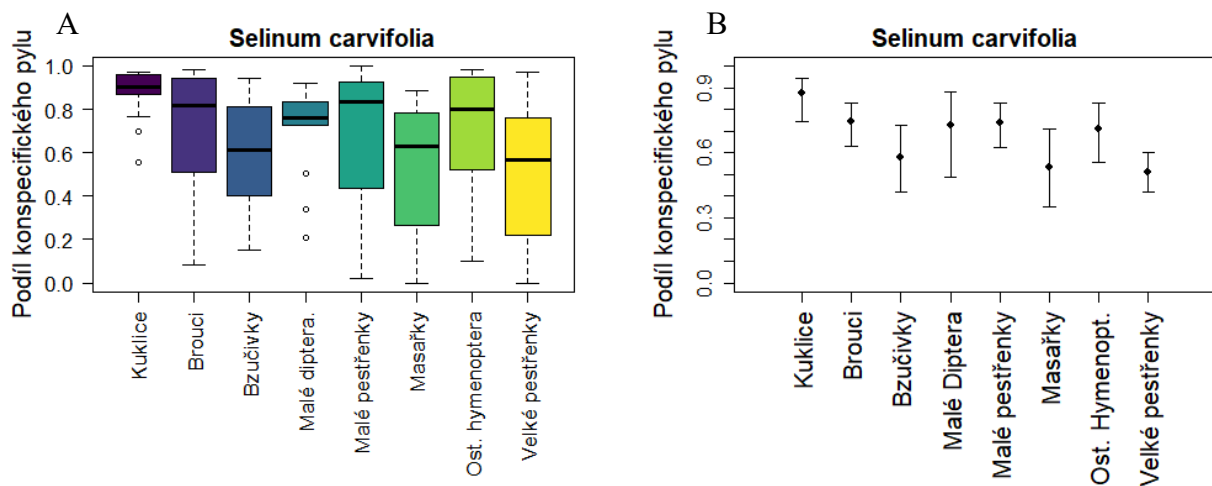 A
Selinum carvifolia
Podíl konspecifického pylu
1.0
0.8
0.6
0.4
0.2
0.0
Kuklice
Brouci
Bzučivky
Malé diptera.
Malé pestřenky
Masařky
Ost. hymenoptera
Velké pestřenky
B
Selinum carvifolia
Podíl konspecifického pylu
0.9
0.6
0.3
0.0
Kuklice
Brouci
Bzučivky
Malé Diptera
Malé pestřenky
Masařky
Ost. Hymenopt.
Velké pestřenky